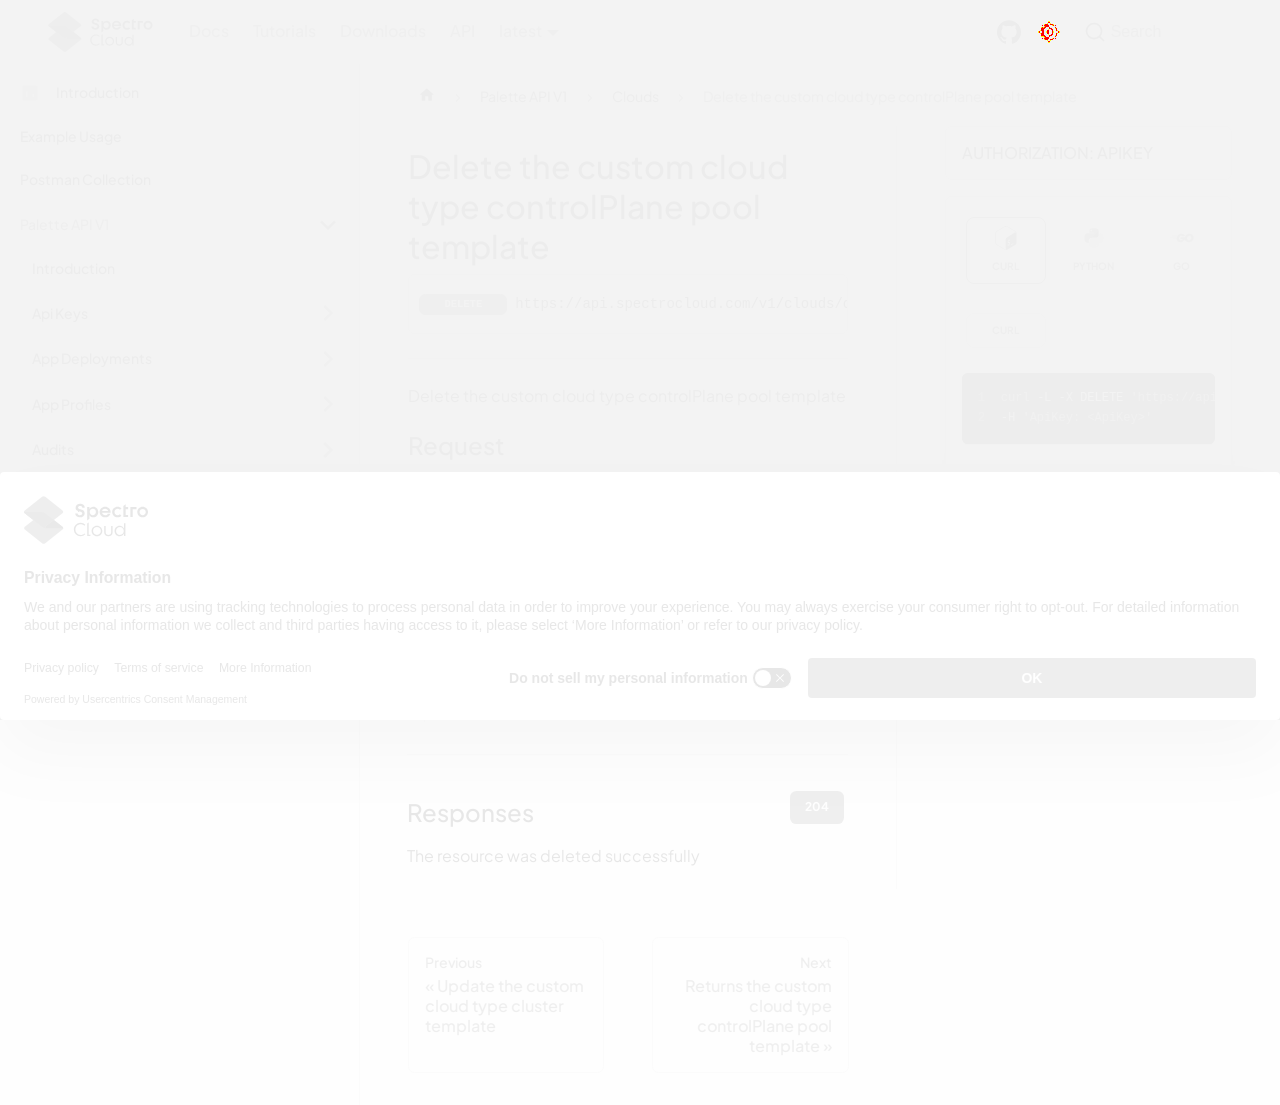 Spectro
Cloud
Docs
Tutorials
Downloads
API
latest
Search
Introduction
Example Usage
Postman Collection
Palette API V1
Introduction
Api Keys
App Deployments
App Profiles
Audits
Palette API V1
Clouds
Delete the custom cloud type controlPlane pool template
Delete the custom cloud
type controlPlane pool
template
https://api.spectrocloud.com/v1/clouds/c
Delete the custom cloud type controlPlane pool template
Request
AUTHORIZATION: APIKEY
CURL
PYTHON
GO
CURL
DELETE
Spectro
Cloud
Privacy Information
We and our partners are using tracking technologies to process personal data in order to improve your experience. You may always exercise your consumer right to opt-out. For detailed information
about personal information we collect and third parties having access to it, please select 'More Information' or refer to our privacy policy.
Privacy policy
Terms of service
More Information
Do not sell my personal information
OK
Powered by Usercentrics Consent Management
Responses
204
The resource was deleted successfully
Previous
« Update the custom
cloud type cluster
template
Next
Returns the custom
cloud type
controlPlane pool
template »